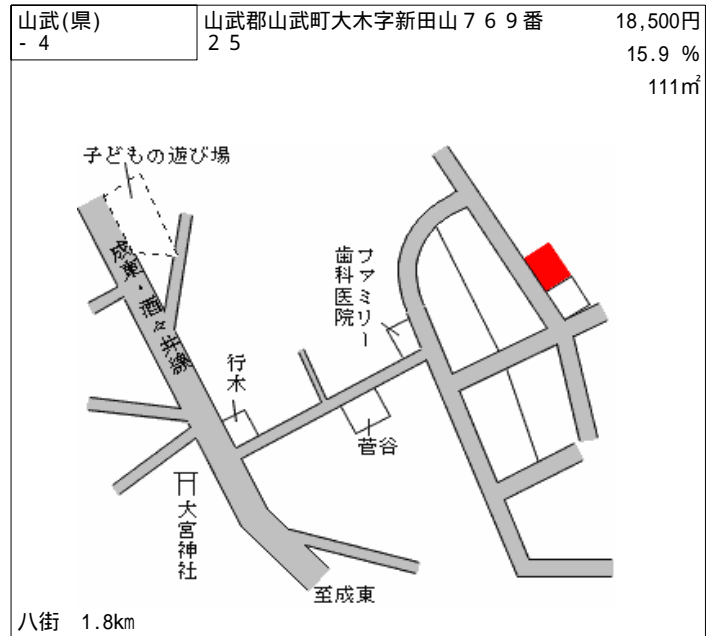 山武(県)
- 4
山武郡山武町大木字新田山７６９番
２５
18,500円
15.9 %
111㎡
子どもの遊び場
成東・酒々井線
ファミリー
歯科医院
行木
菅谷
大宮神社
至成東
八街 1.8km